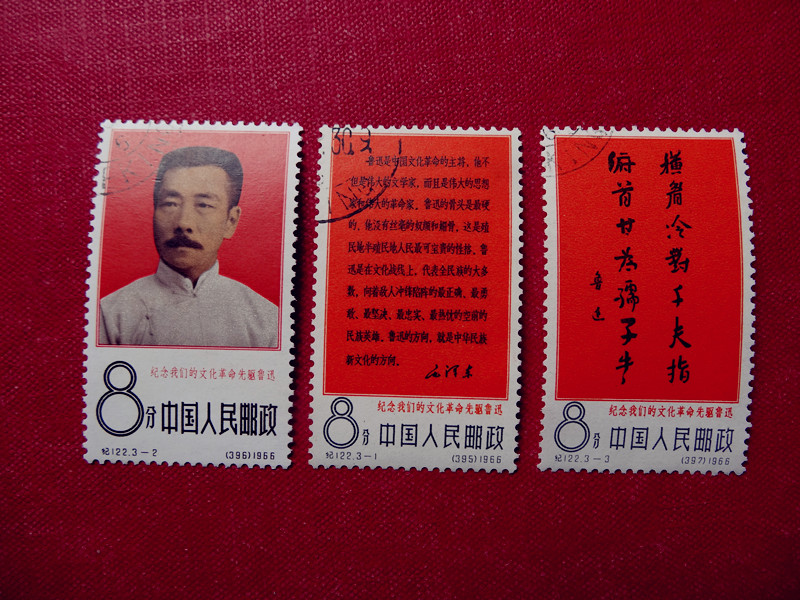 纪念我们的文化革命先驱鲁迅
8分 中国人民邮政
纪122.3-2 (396)1966
鲁迅是中国文化革命的主将，他不
但是伟大的文学家，而且是伟大的思想
家和伟大的革命家。鲁迅的骨头是最硬
的，他没有丝毫的奴颜和媚骨，这是殖
民地半殖民地人民最可宝贵的性格。鲁
迅是在文化战线上，代表全民族的大多
数，向着敌人冲锋陷阵的最正确、最勇
敢、最坚决、最忠实、最热忱的空前的
民族英雄。鲁迅的方向，就是中华民族
新文化的方向。
毛泽东
纪念我们的文化革命先驱鲁迅
8分 中国人民邮政
纪122.3-1 (395)1966
横眉冷对千夫指
俯首甘为孺子牛
鲁迅
纪念我们的文化革命先驱鲁迅
8分 中国人民邮政
纪122.3-3 (397)1966